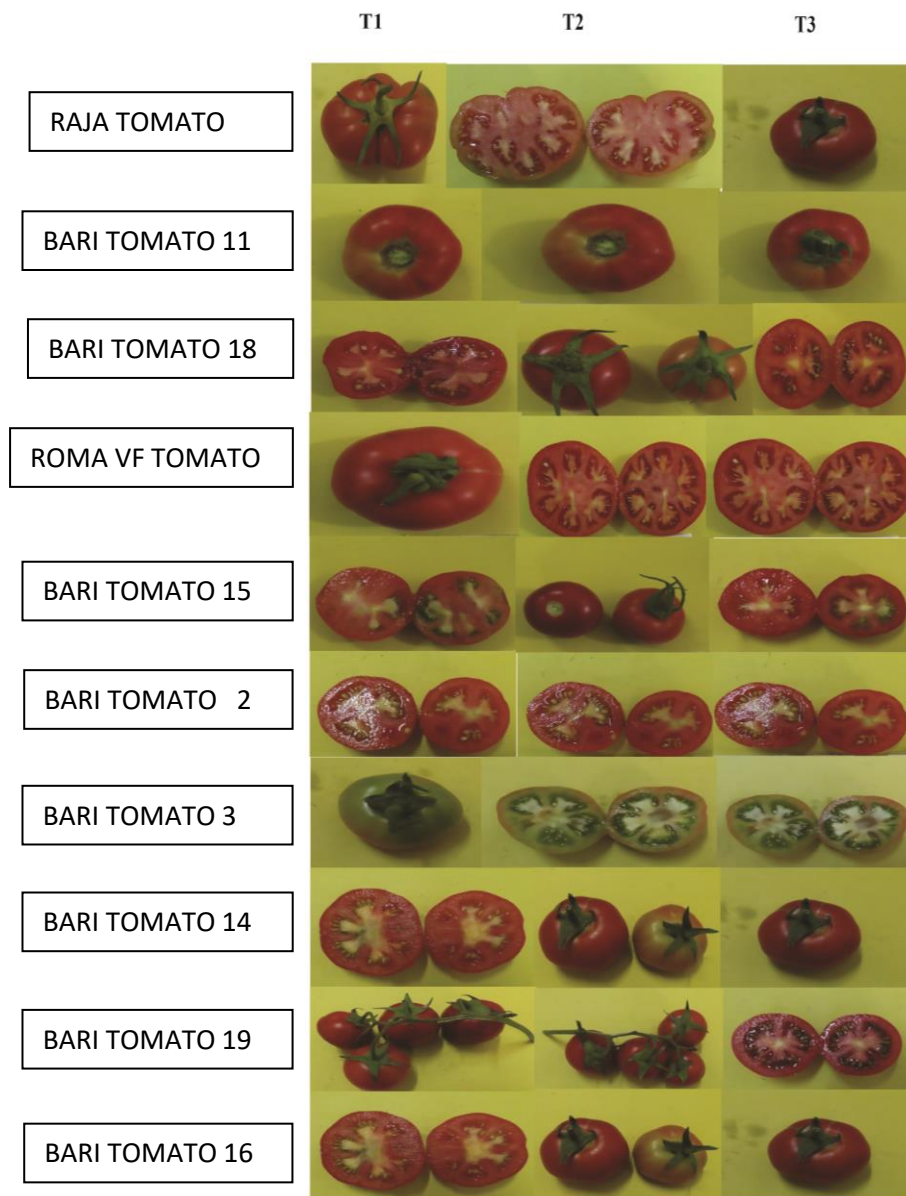 T1 T2 T3
RAJA TOMATO
BARI TOMATO 11
BARI TOMATO 18
ROMA VF TOMATO
BARI TOMATO 15
BARI TOMATO 2
BARI TOMATO 3
BARI TOMATO 14
BARI TOMATO 19
BARI TOMATO 16